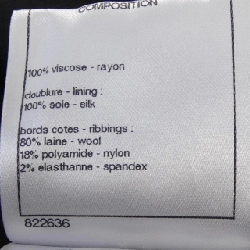 COMPOSITION
100% viscose - rayon
doublure - lining :
100% soie - silk
bords cotes - ribbings :
80% laine - wool
18% polyamide - nylon
2% elasthanne - spandex
822636